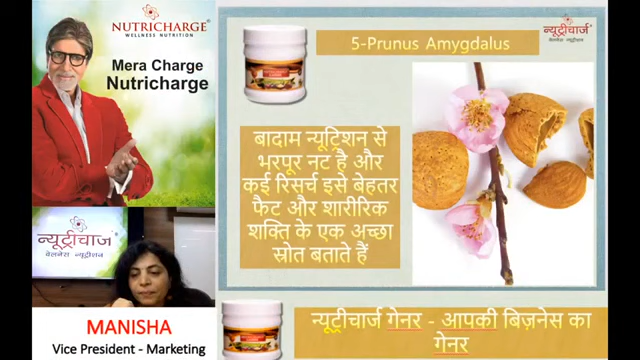 NUTRICHARGE
WELLNESS NUTRITION
Mera Charge
Nutricharge
न्यूट्रीचार्ज
वेलनेस न्यूट्रीशन
MANISHA
Vice President - Marketing
5-Prunus Amygdalus
न्यूट्रीचार्ज
वेलनेस न्यूट्रीशन
बादाम न्यूट्रिशन से
भरपूर नट है और
कई रिसर्च इसे बेहतर
फैट और शारीरिक
शक्ति के एक अच्छा
स्रोत बताते हैं
न्यूट्रीचार्ज गेनर - आपकी बिज़नेस का
गेनर